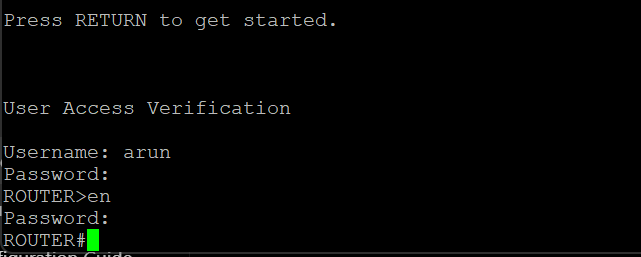 Press RETURN to get started.
User Access Verification
Username: arun
Password:
ROUTER>en
Password:
ROUTER#